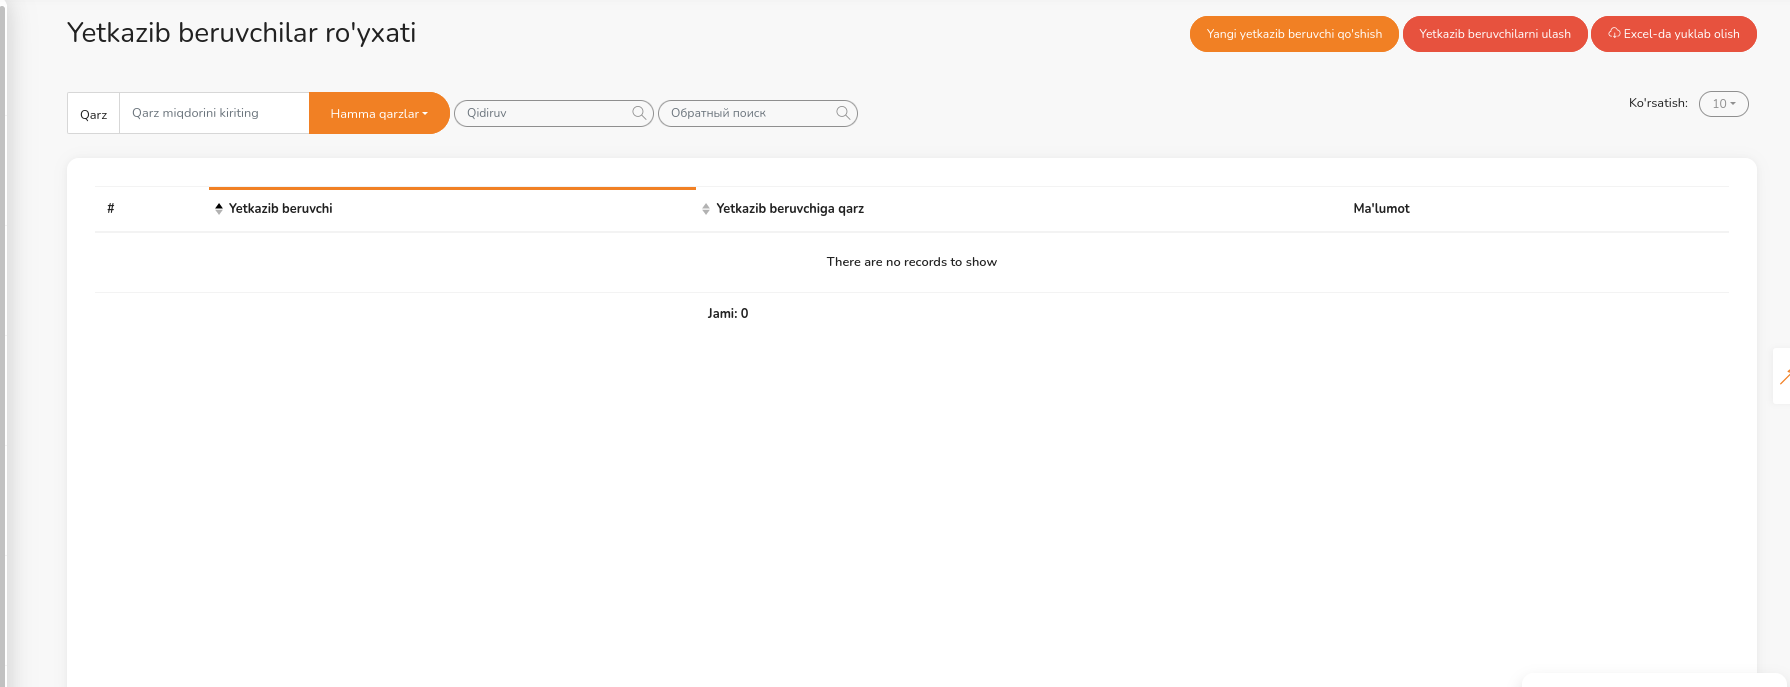 Yetkazib beruvchilar ro'yxati
Yangi yetkazib beruvchi qo'shish
Yetkazib beruvchilarni ulash
Excel-da yuklab olish
Qarz
Qarz miqdorini kiriting
Hamma qarzlar
Qidiruv
Обратный поиск
Ko'rsatish:
10
#
Yetkazib beruvchi
Yetkazib beruvchiga qarz
Ma'lumot
There are no records to show
Jami: 0